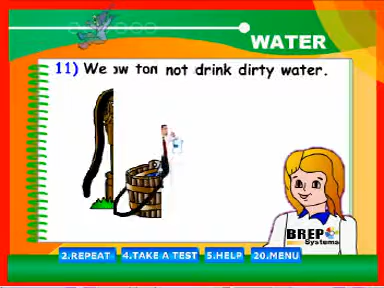 WATER
11) We not drink dirty water.
BREP
Systems
2.REPEAT 4.TAKE A TEST 5.HELP 20.MENU